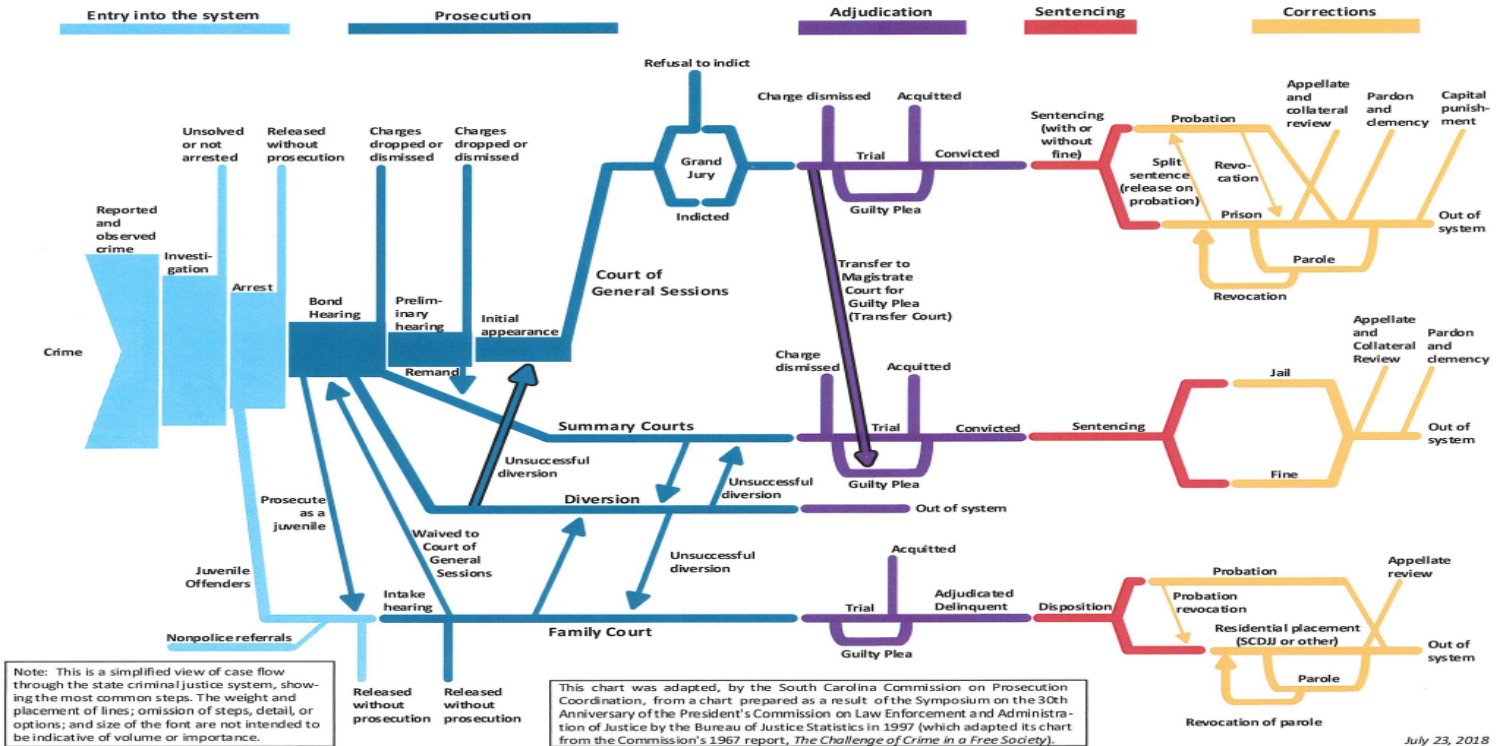 Entry into the system
Prosecution
Adjudication
Sentencing
Corrections
Refusal to indict
Grand
Jury
Indicted
Unsolved
or not
arrested
Released
without
prosecution
Charges
dropped or
dismissed
Charges
dropped or
dismissed
Reported
and
observed
crime
Investi-
gation
Arrest
Bond
Hearing
Prelim-
inary
hearing
Initial
appearance
Crime
Remand
Court of
General Sessions
Charge dismissed
Acquitted
Trial
Convicted
Guilty Plea
Sentencing
(with or
without
fine)
Probation
Split
sentence
(release on
probation)
Revo-
cation
Prison
Parole
Revocation
Appellate
and
collateral
review
Pardon
and
clemency
Capital
punish-
ment
Out of
system
Transfer to
Magistrate
Court for
Guilty Plea
(Transfer Court)
Summary Courts
Charge
dismissed
Acquitted
Trial
Convicted
Guilty Plea
Sentencing
Jail
Fine
Appellate
and
Collateral
Review
Pardon
and
clemency
Out of
system
Unsuccessful
diversion
Diversion
Unsuccessful
diversion
Out of system
Prosecute
as a
juvenile
Waived to
Court of
General
Sessions
Unsuccessful
diversion
Juvenile
Offenders
Nonpolice referrals
Intake
hearing
Family Court
Released
without
prosecution
Released
without
prosecution
Acquitted
Trial
Adjudicated
Delinquent
Guilty Plea
Disposition
Probation
Probation
revocation
Residential placement
(SCDJJ or other)
Parole
Revocation of parole
Appellate
review
Out of
system
Note: This is a simplified view of case flow
through the state criminal justice system, show-
ing the most common steps. The weight and
placement of lines; omission of steps, detail, or
options; and size of the font are not intended to
be indicative of volume or importance.
This chart was adapted, by the South Carolina Commission on Prosecution
Coordination, from a chart prepared as a result of the Symposium on the 30th
Anniversary of the President's Commission on Law Enforcement and Administra-
tion of Justice by the Bureau of Justice Statistics in 1997 (which adapted its chart
from the Commission's 1967 report, The Challenge of Crime in a Free Society).
July 23, 2018